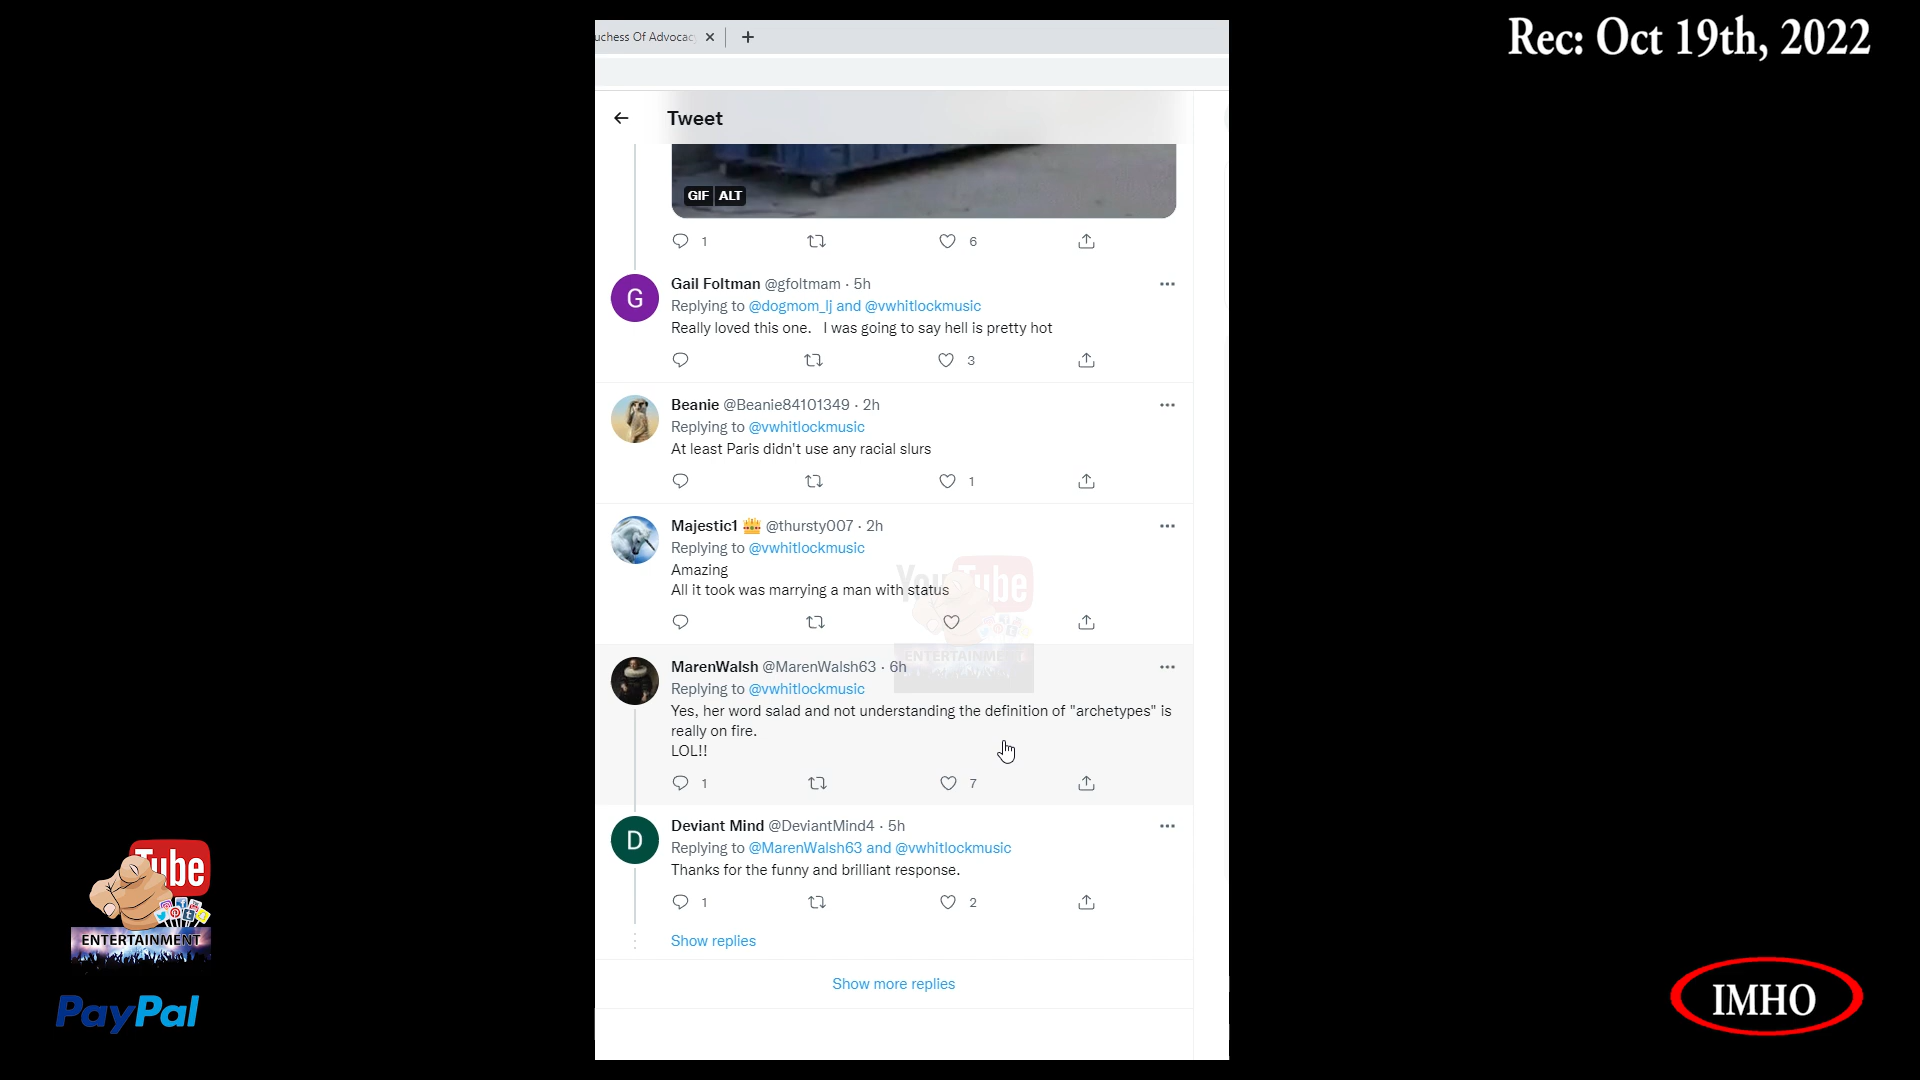 Rec: Oct 19th, 2022
uchess Of Advocac
Tweet
GIF ALT
1 6
G
Gail Foltman @gfoltmam · 5h
Replying to @dogmom_lj and @vwhitlockmusic
Really loved this one. I was going to say hell is pretty hot
3
Beanie @Beanie84101349 · 2h
Replying to @vwhitlockmusic
At least Paris didn't use any racial slurs
1
Majestic1 @thursty007 · 2h
Replying to @vwhitlockmusic
Amazing
All it took was marrying a man with status
YouTube
ENTERTAINMENT
MarenWalsh @MarenWalsh63 · 6h
Replying to @vwhitlockmusic
Yes, her word salad and not understanding the definition of "archetypes" is
really on fire.
LOL!!
1 7
D
Deviant Mind @DeviantMind4 · 5h
Replying to @MarenWalsh63 and @vwhitlockmusic
Thanks for the funny and brilliant response.
1 2
Show replies
Show more replies
Tube
ENTERTAINMENT
PayPal
IMHO